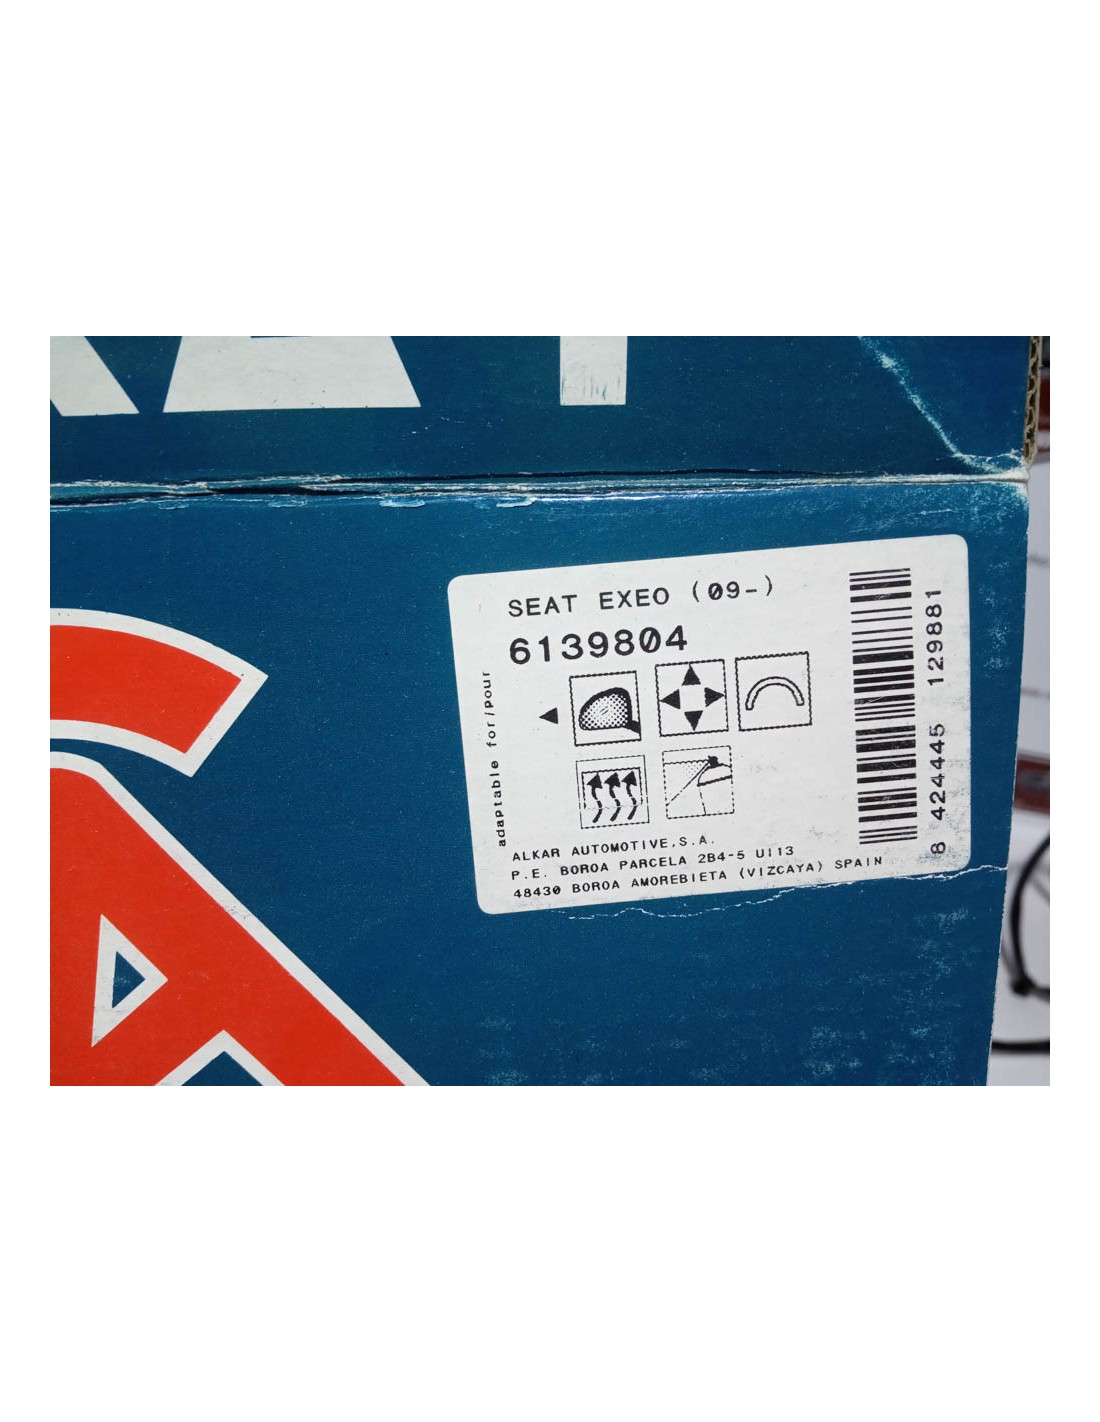 SEAT EXEO (09-)
6139804
adaptable for/Pour
ALKAR AUTOMOTIVE,S.A.
P.E. BOROA PARCELA 2B4-5 UI13
48430 BOROA AMOREBIETA (VIZCAYA) SPAIN
8 424445 129881